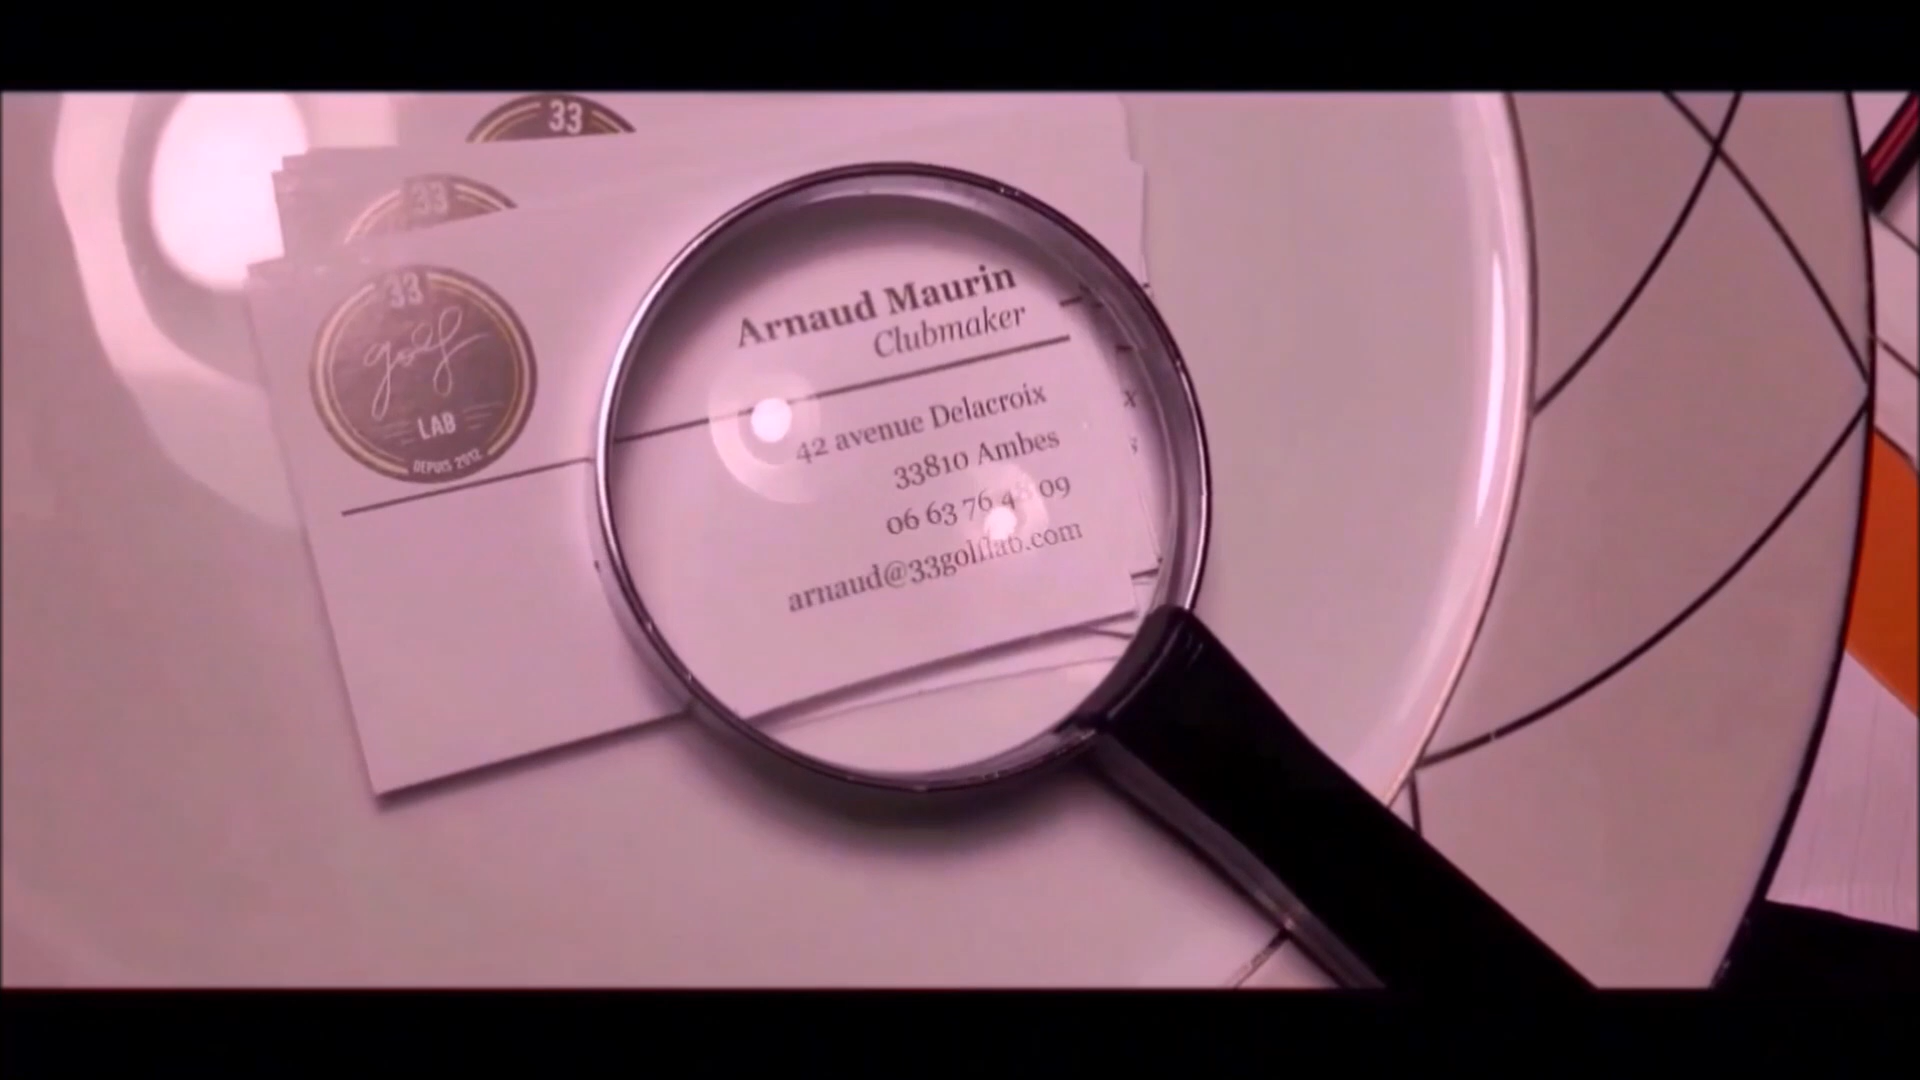 33
33
33
golf
LAB
DEPUIS 2012
Arnaud Maurin
Clubmaker
42 avenue Delacroix
33810 Ambes
06 63 76 48 09
arnaud@33golflab.com
x
s